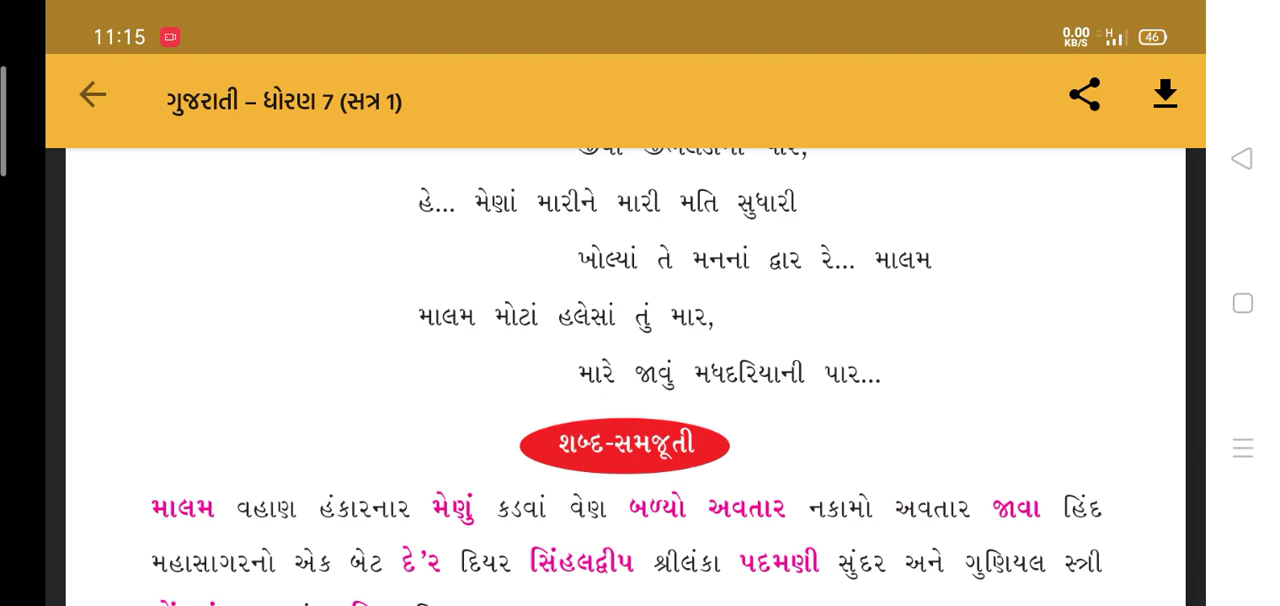 11:15
0.00
KB/S
H
46
ગુજરાતી – ધોરણ 7 (સત્ર 1)
હે... મેણાં મારીને મારી મતિ સુધારી
ખોલ્યાં તે મનનાં દ્વાર રે... માલમ
માલમ મોટાં હલેસાં તું માર,
મારે જાવું મધદરિયાની પાર...
શબ્દ-સમજૂતી
માલમ વહાણ હંકારનાર મેણું કડવાં વેણ બળ્યો અવતાર નકામો અવતાર જાવા હિંદ
મહાસાગરનો એક બેટ દે’ર દિયર સિંહલદ્વીપ શ્રીલંકા પદમણી સુંદર અને ગુણિયલ સ્ત્રી